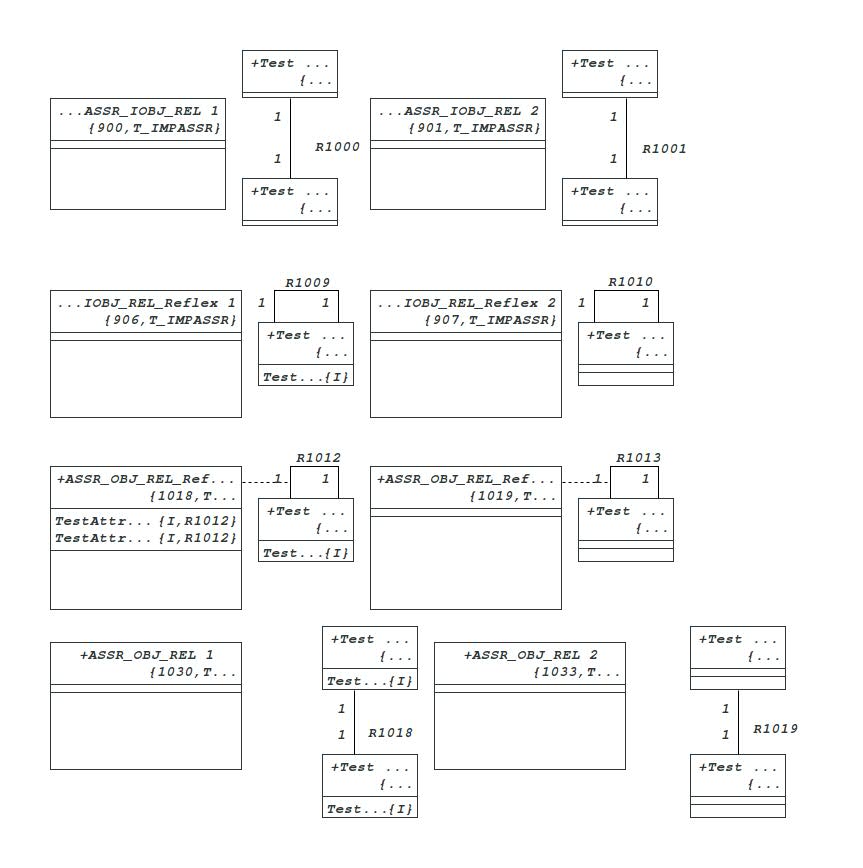 +Test ...
{...
+Test ...
{...
...ASSR_IOBJ_REL 1
{900,T_IMPASSR}
1
R1000
1
...ASSR_IOBJ_REL 2
{901,T_IMPASSR}
1
R1001
1
+Test ...
{...
+Test ...
{...
R1009
R1010
...IOBJ_REL_Reflex 1
{906,T_IMPASSR}
1
1
...IOBJ_REL_Reflex 2
{907,T_IMPASSR}
1
1
+Test ...
{...
Test...{I}
+Test ...
{...
R1012
R1013
+ASSR_OBJ_REL_Ref...
{1018,T...
1
1
+ASSR_OBJ_REL_Ref...
{1019,T...
1
1
TestAttr... {I,R1012}
TestAttr... {I,R1012}
+Test ...
{...
Test...{I}
+Test ...
{...
+ASSR_OBJ_REL 1
{1030,T...
+Test ...
{...
Test...{I}
+ASSR_OBJ_REL 2
{1033,T...
+Test ...
{...
1
1
R1018
1
1
R1019
+Test ...
{...
Test...{I}
+Test ...
{...